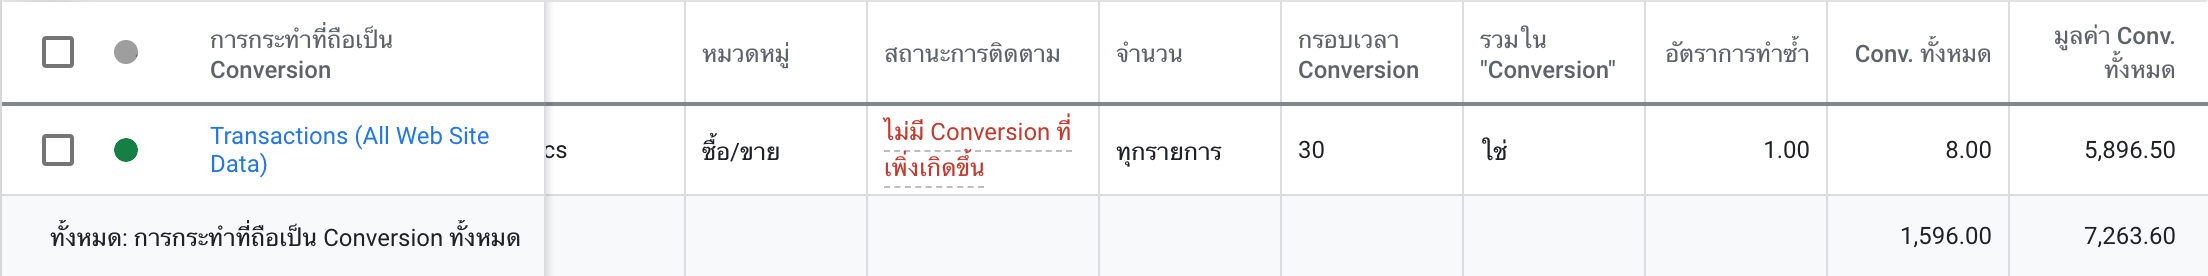 การกระทำที่ถือเป็น
Conversion
หมวดหมู่
สถานะการติดตาม
จำนวน
กรอบเวลา
Conversion
รวมใน
"Conversion"
อัตราการทำซ้ำ
Conv. ทั้งหมด
มูลค่า Conv.
ทั้งหมด
Transactions (All Web Site
Data)
cs
ซื้อ/ขาย
ไม่มี Conversion ที่
เพิ่งเกิดขึ้น
ทุกรายการ
30
ใช่
1.00
8.00
5,896.50
ทั้งหมด: การกระทำที่ถือเป็น Conversion ทั้งหมด
1,596.00
7,263.60